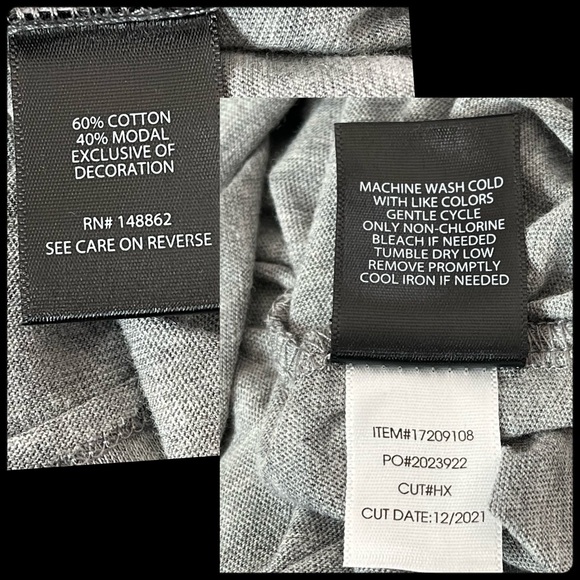 60% COTTON
40% MODAL
EXCLUSIVE OF
DECORATION
RN# 148862
SEE CARE ON REVERSE
MACHINE WASH COLD
WITH LIKE COLORS
GENTLE CYCLE
ONLY NON-CHLORINE
BLEACH IF NEEDED
TUMBLE DRY LOW
REMOVE PROMPTLY
COOL IRON IF NEEDED
ITEM#17209108
PO#2023922
CUT#HX
CUT DATE:12/2021